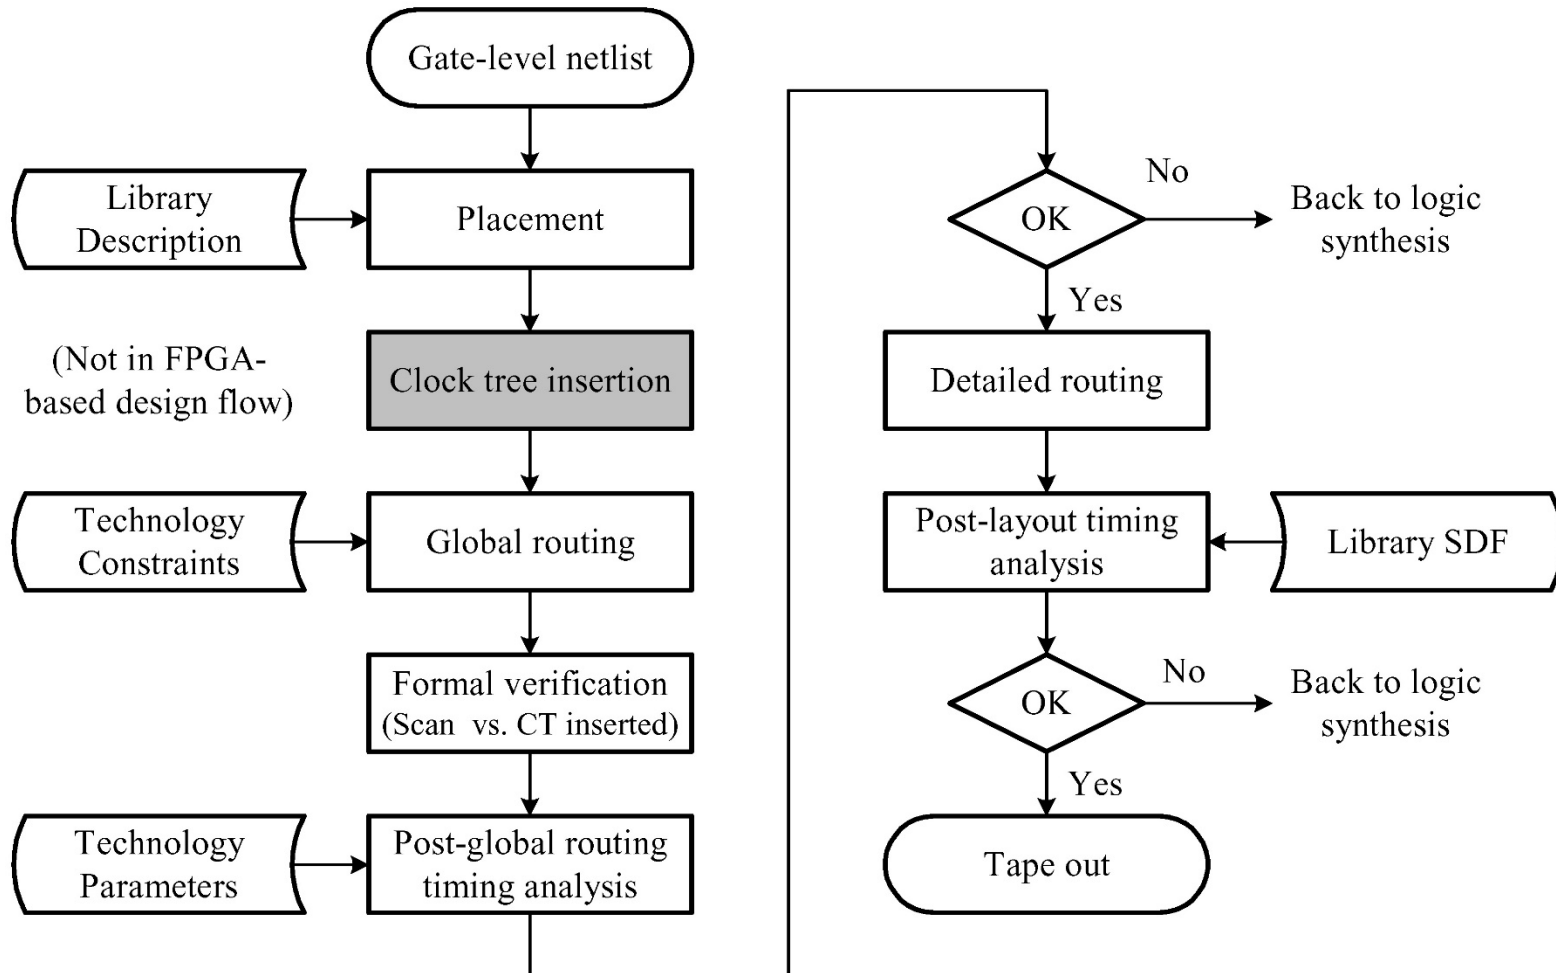 Gate-level netlist
Library
Description
Placement
(Not in FPGA-
based design flow)
Clock tree insertion
Technology
Constraints
Global routing
Formal verification
(Scan vs. CT inserted)
Technology
Parameters
Post-global routing
timing analysis
OK
No
Back to logic
synthesis
Yes
Detailed routing
Post-layout timing
analysis
Library SDF
OK
No
Back to logic
synthesis
Yes
Tape out